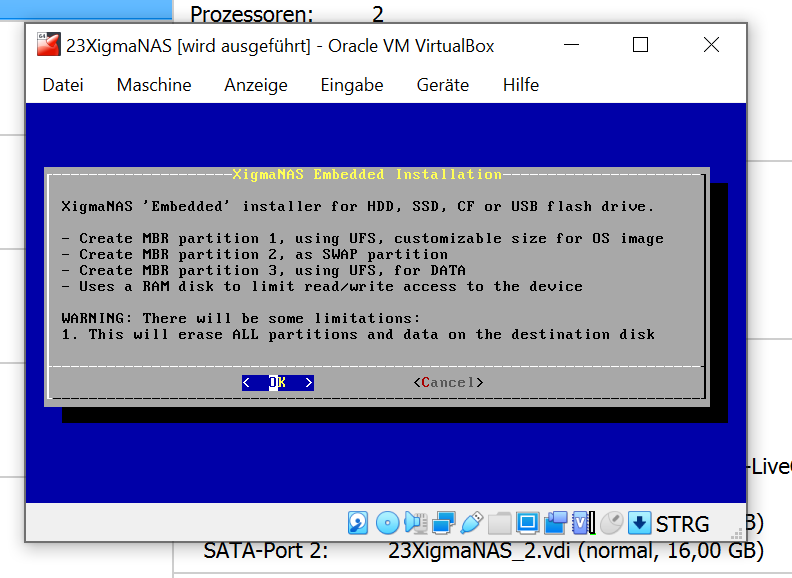 Prozessoren: 2
23XigmaNAS [wird ausgeführt] - Oracle VM VirtualBox
Datei Maschine Anzeige Eingabe Geräte Hilfe
XigmaNAS Embedded Installation
XigmaNAS 'Embedded' installer for HDD, SSD, CF or USB flash drive.
- Create MBR partition 1, using UFS, customizable size for OS image
- Create MBR partition 2, as SWAP partition
- Create MBR partition 3, using UFS, for DATA
- Uses a RAM disk to limit read/write access to the device
WARNING: There will be some limitations:
1. This will erase ALL partitions and data on the destination disk
< OK > <Cancel>
-Live
STRG
B)
SATA-Port 2: 23XigmaNAS_2.vdi (normal, 16,00 GB)